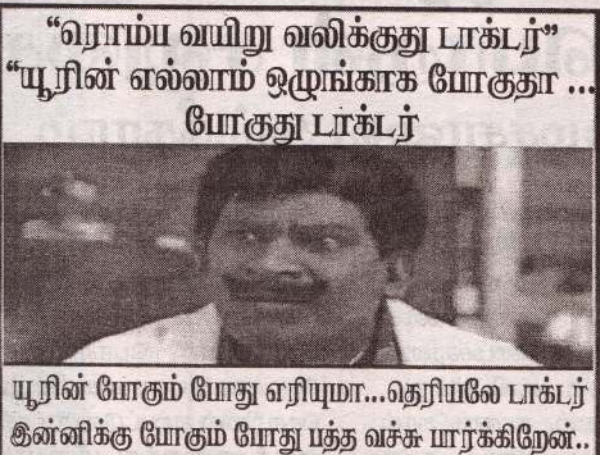 “ரொம்ப வயிறு வலிக்குது டாக்டர்”
“யூரின் எல்லாம் ஒழுங்காக போகுதா ...
போகுது டாக்டர்
யூரின் போகும் போது எரியுமா...தெரியலே டாக்டர்
இன்னிக்கு போகும் போது பத்த வச்சு பார்க்கிறேன்..